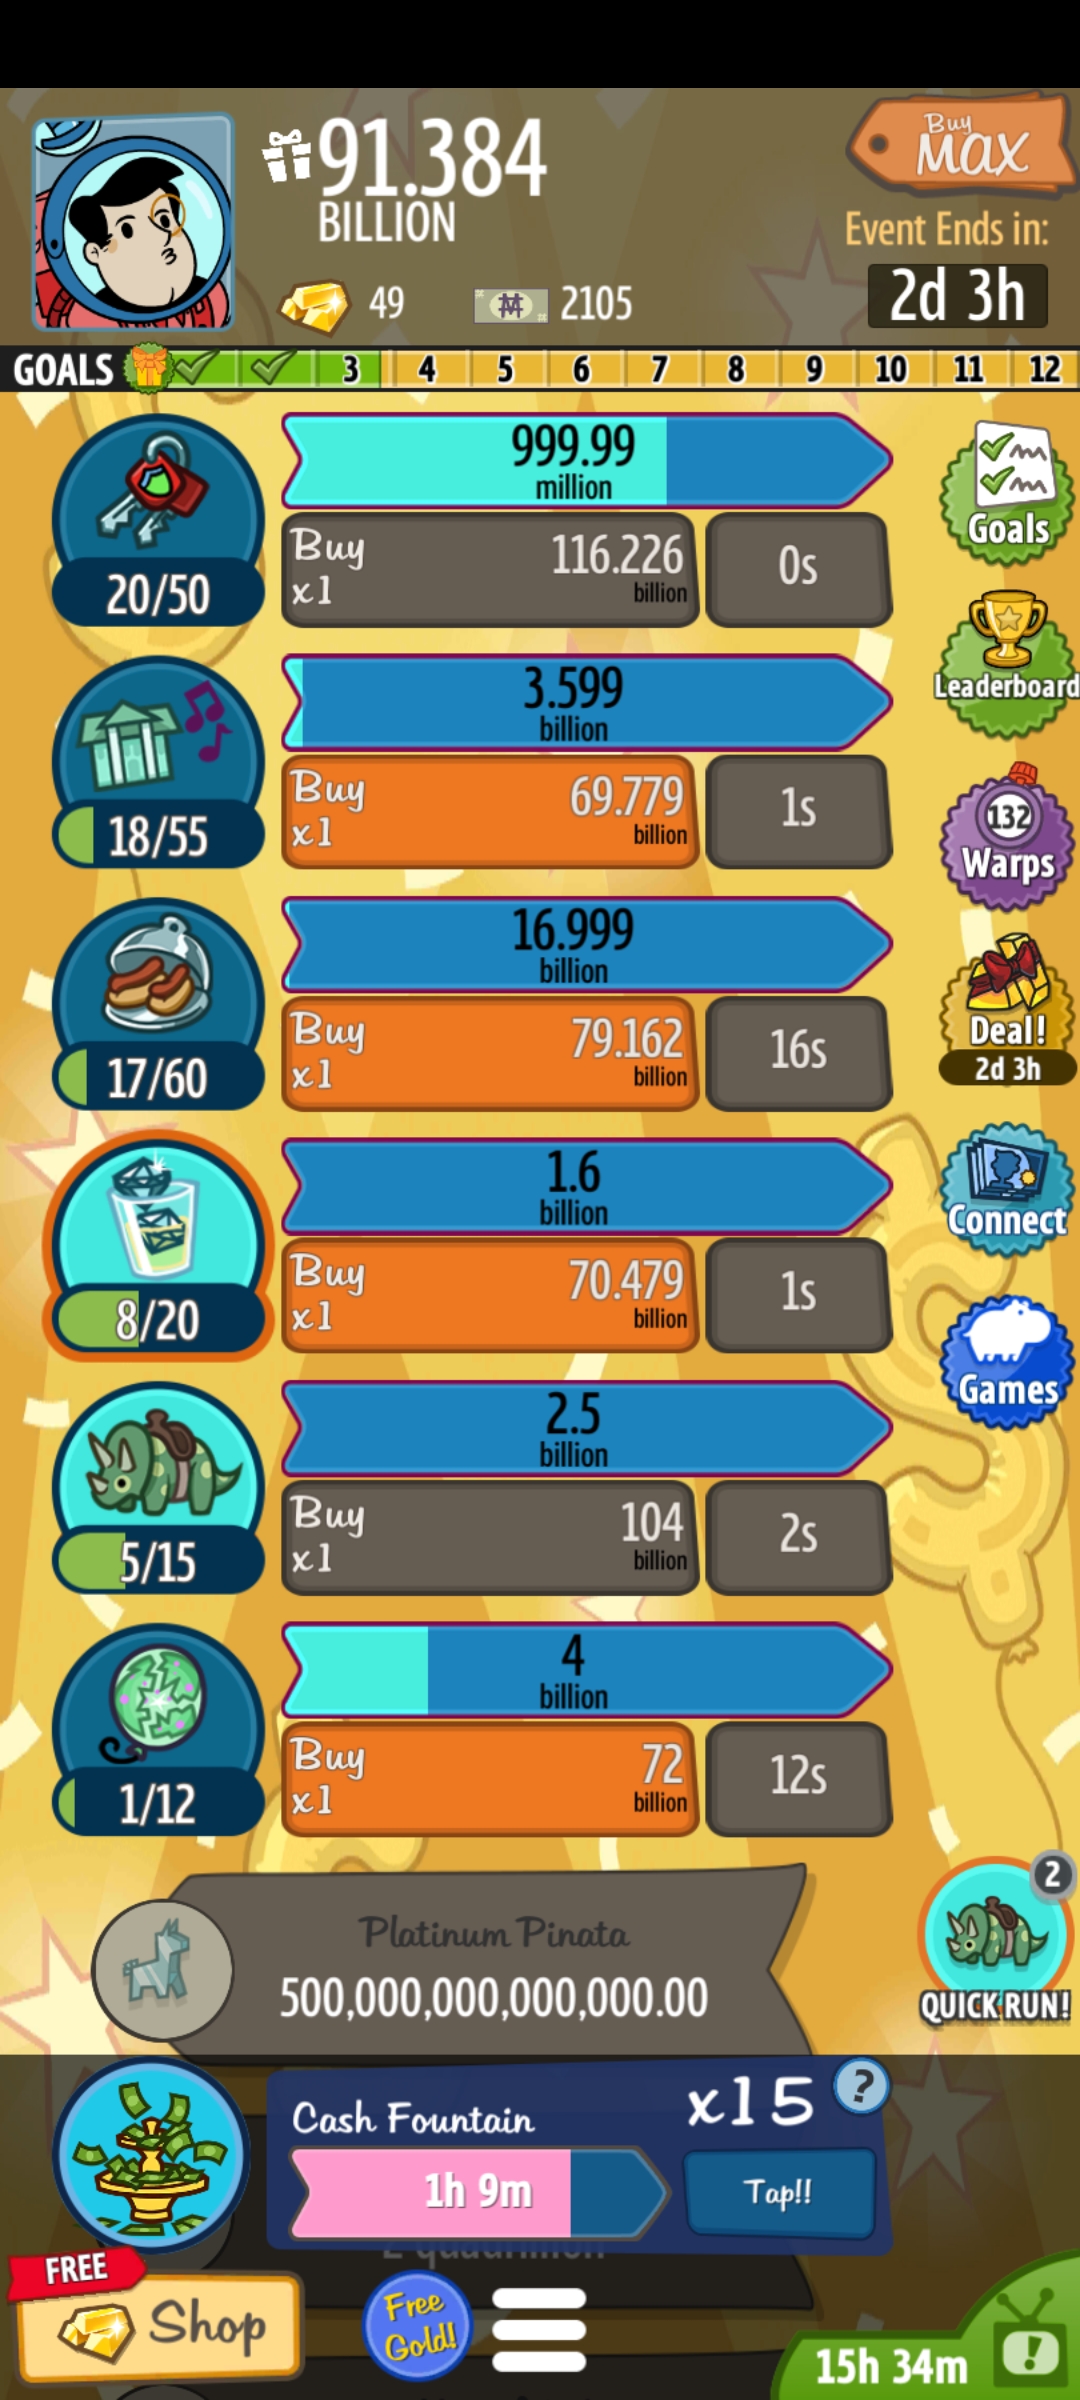 91.384
BILLION
Buy
MAX
Event Ends in:
2d 3h
49
2105
GOALS
3
4
5
6
7
8
9
10
11
12
999.99
million
Buy
x1
116.226
billion
0s
20/50
Goals
3.599
billion
Buy
x1
69.779
billion
1s
18/55
Leaderboard
16.999
billion
Buy
x1
79.162
billion
16s
17/60
132
Warps
Deal!
2d 3h
1.6
billion
Buy
x1
70.479
billion
1s
8/20
Connect
Games
2.5
billion
Buy
x1
104
billion
2s
5/15
4
billion
Buy
x1
72
billion
12s
1/12
Platinum Pinata
500,000,000,000,000.00
2
QUICK RUN!
Cash Fountain
x15
?
1h 9m
Tap!!
2 quadrillion
FREE
Shop
Free
Gold!
15h 34m
!